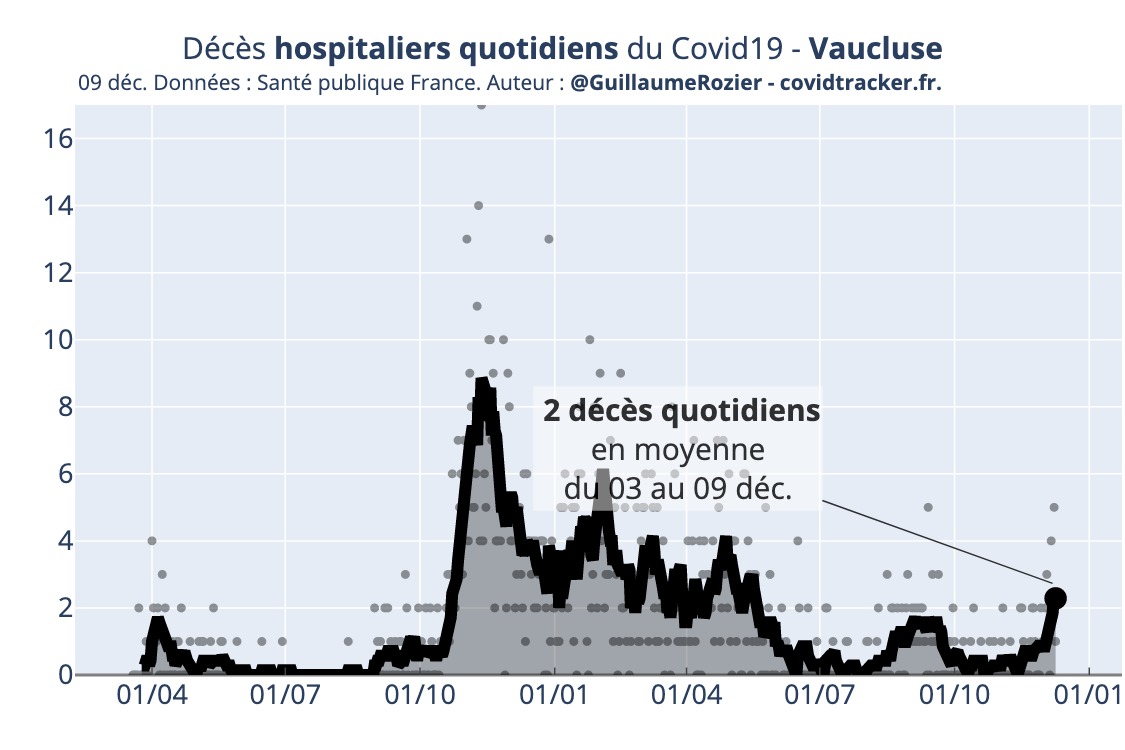 Décès hospitaliers quotidiens du Covid19 - Vaucluse
09 déc. Données : Santé publique France. Auteur : @GuillaumeRozier - covidtracker.fr.
16
14
12
10
8
2 décès quotidiens
en moyenne
6
du 03 au 09 déc.
4
2
0
01/04 01/07 01/10 01/01 01/04 01/07 01/10 01/01